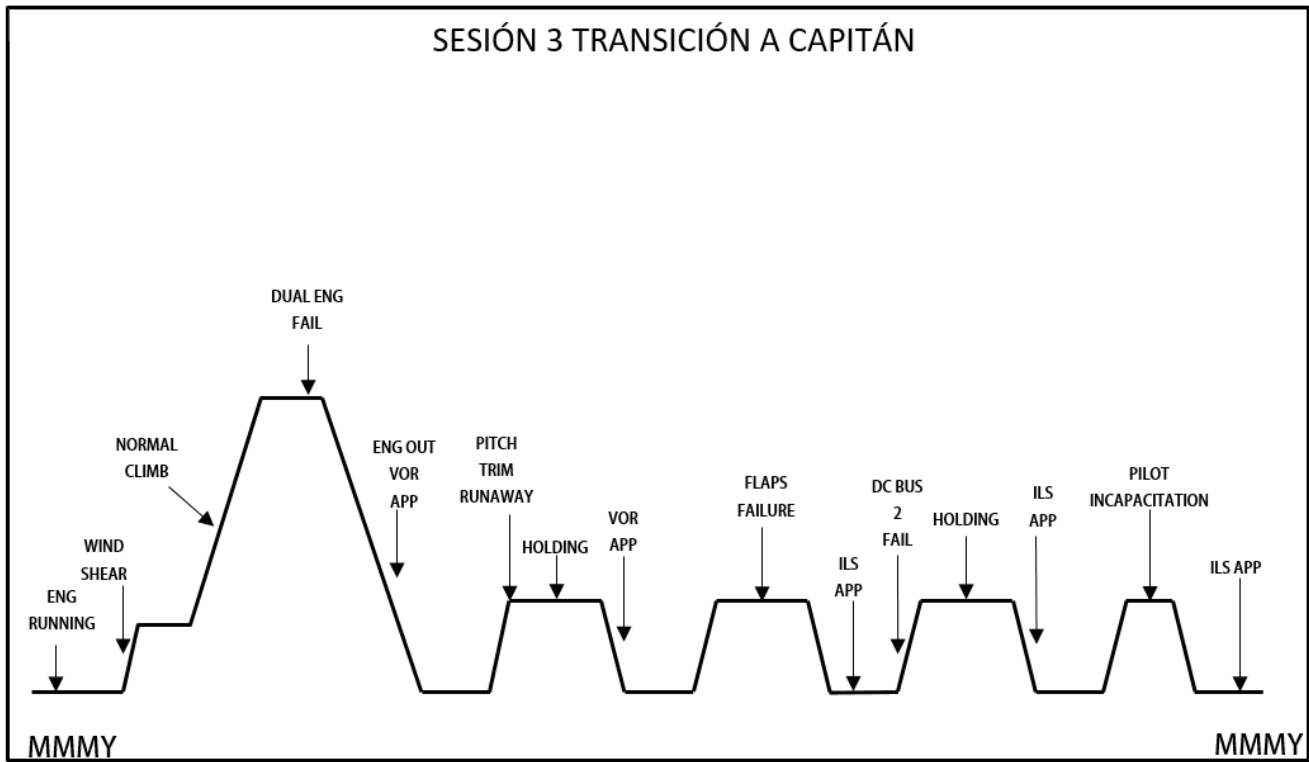 SESIÓN 3 TRANSICIÓN A CAPITÁN
DUAL ENG
FAIL
NORMAL
CLIMB
WIND
SHEAR
ENG
RUNNING
ENG OUT
VOR
APP
PITCH
TRIM
RUNAWAY
HOLDING
VOR
APP
FLAPS
FAILURE
ILS
APP
DC BUS
2
FAIL
HOLDING
ILS
APP
PILOT
INCAPACITATION
ILS APP
MMMY
MMMY